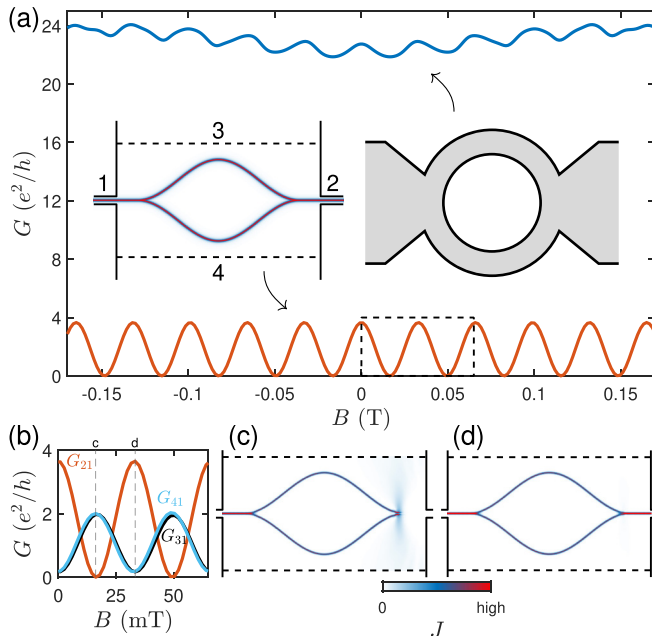 (a)
24
20
16
12
8
4
0
G (e²/h)
3
1
2
4
-0.15 -0.1 -0.05 0 0.05 0.1 0.15
B (T)
(b)
c d
4
2
0
G (e²/h)
G₂₁
G₄₁
G₃₁
0 50
B (mT)
(c)
(d)
0 high
J